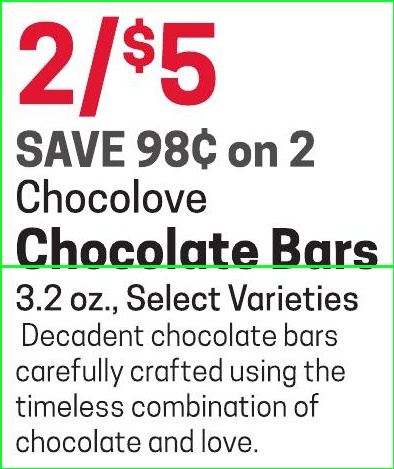 2/$5
SAVE 98¢ on 2
Chocolove
Chocolate Bars
3.2 oz., Select Varieties
Decadent chocolate bars
carefully crafted using the
timeless combination of
chocolate and love.